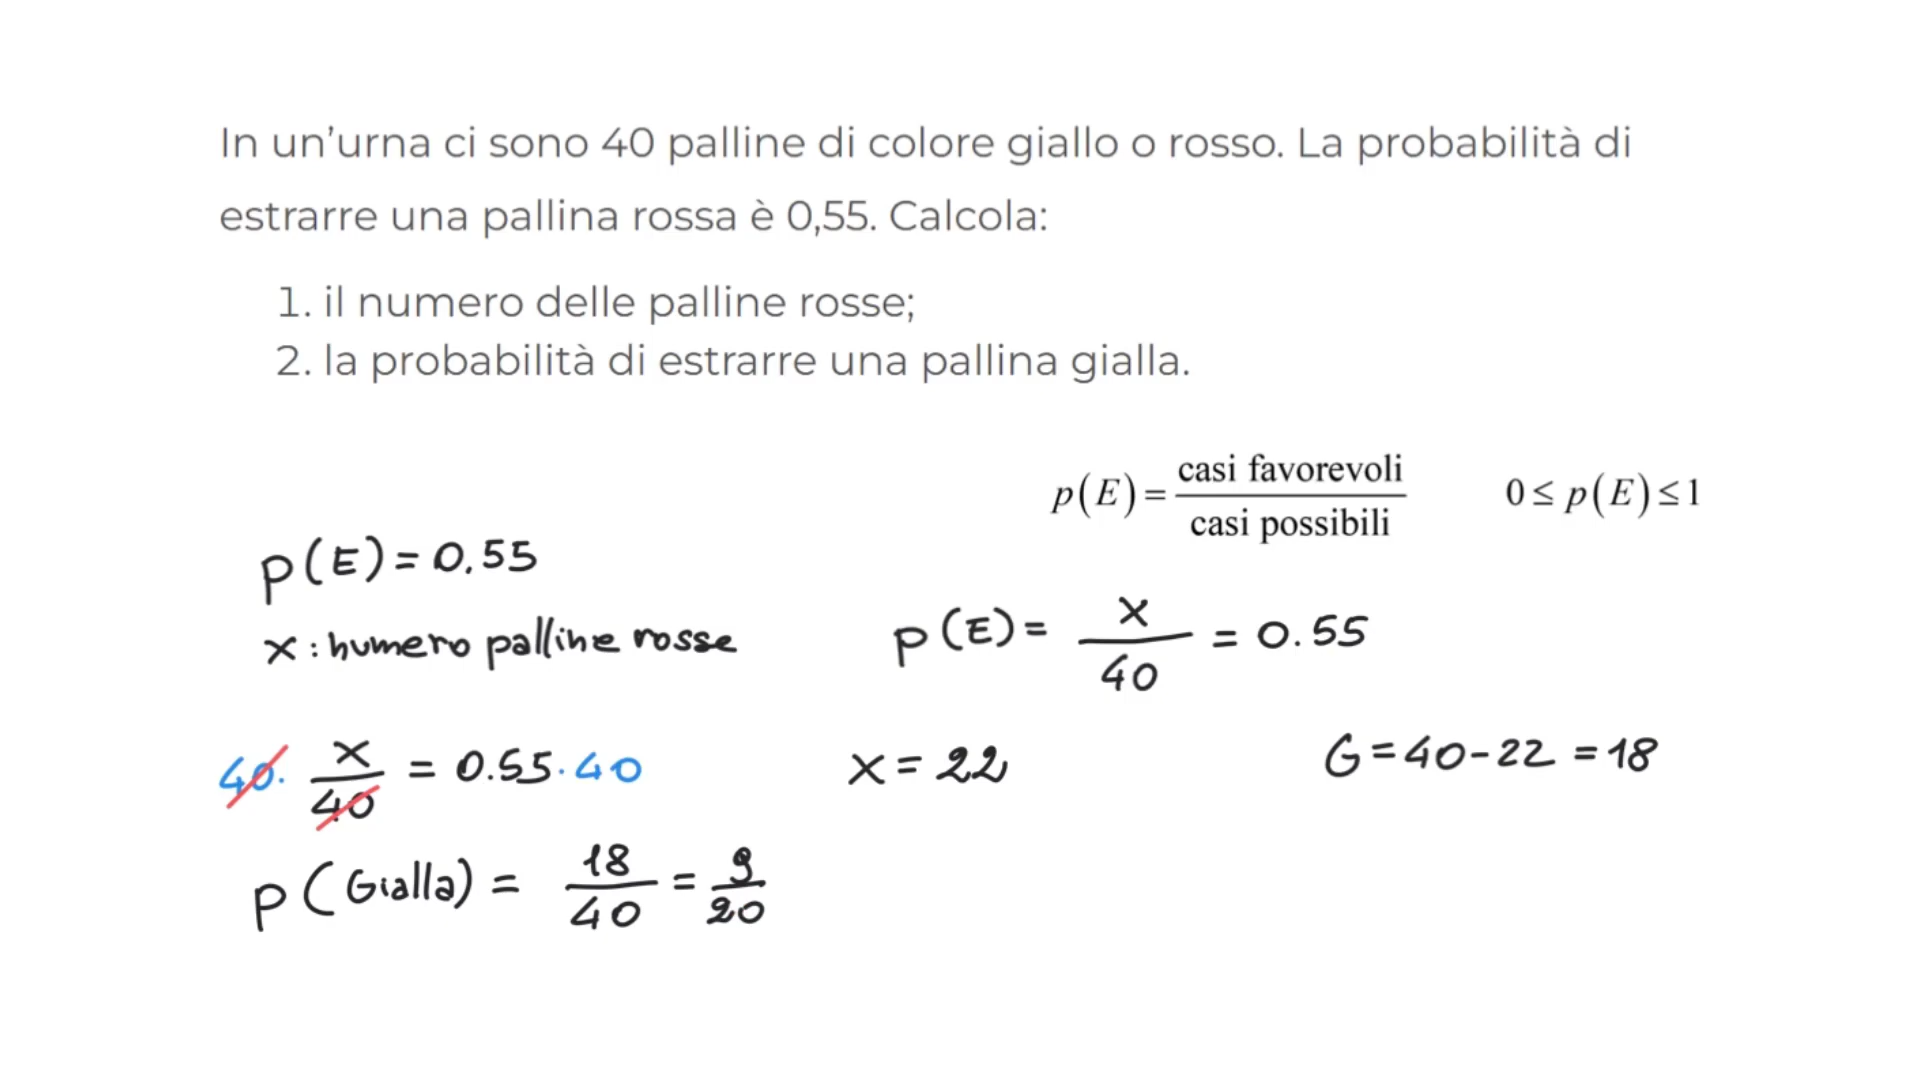 In un’urna ci sono 40 palline di colore giallo o rosso. La probabilità di
estrarre una pallina rossa è 0,55. Calcola:
1. il numero delle palline rosse;
2. la probabilità di estrarre una pallina gialla.
p(E) = casi favorevoli / casi possibili 0 ≤ p(E) ≤ 1
p(E) = 0.55
x : numero palline rosse
p(E) = x / 40 = 0.55
40 · x / 40 = 0.55 · 40
x = 22
G = 40 - 22 = 18
p(Gialla) = 18 / 40 = 9 / 20